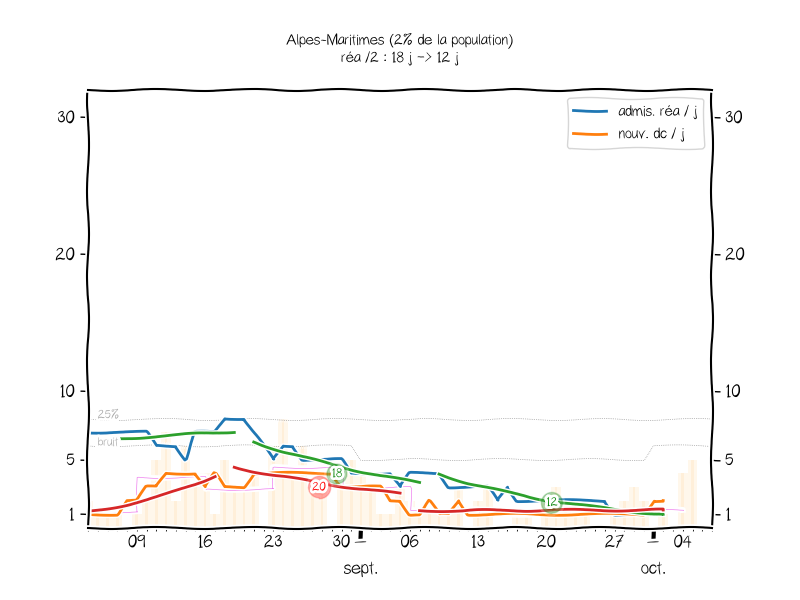 Alpes-Maritimes (2% de la population)
réa /2 : 18 j -> 12 j
admis. réa / j
nouv. dc / j
30
30
20
20
10
10
25%
bruit
5
5
18
20
12
1
1
09 16 23 30 06 13 20 27 04
sept. oct.